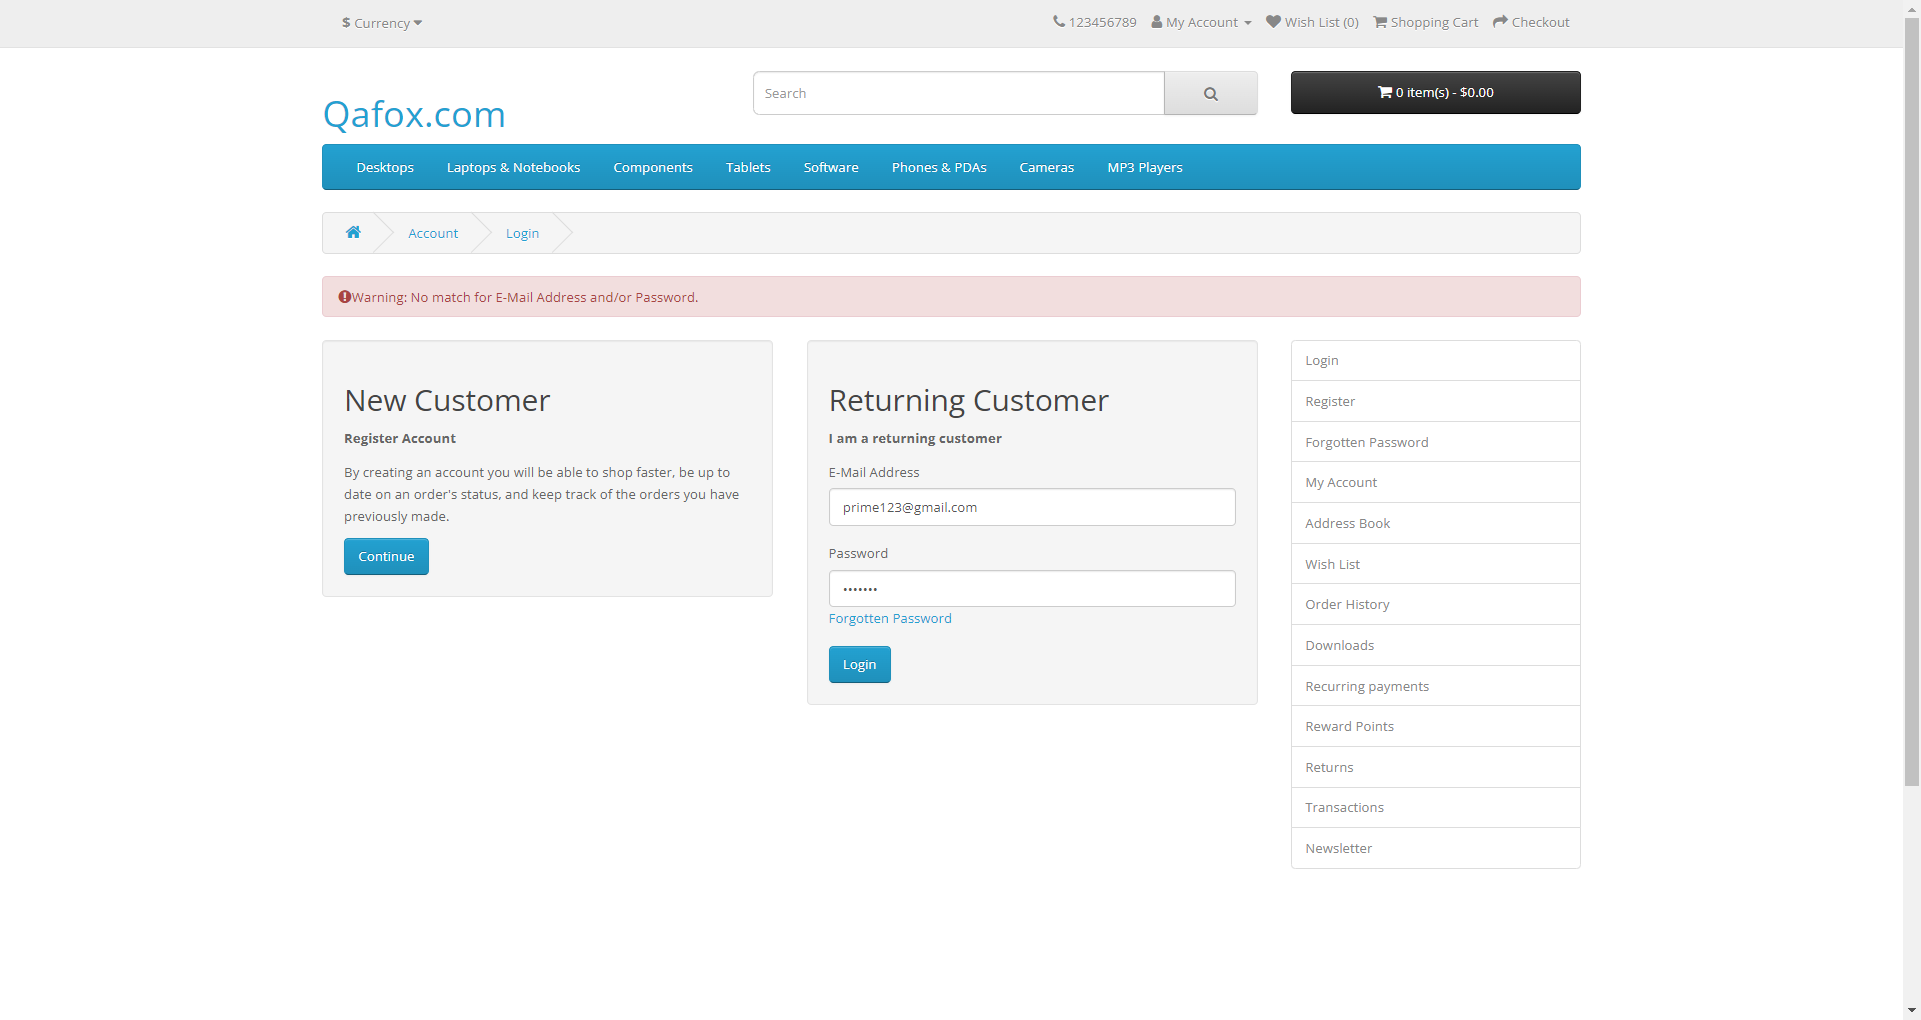 $ Currency
123456789 My Account Wish List (0) Shopping Cart Checkout
Qafox.com
Search
0 item(s) - $0.00
Desktops Laptops & Notebooks Components Tablets Software Phones & PDAs Cameras MP3 Players
Account Login
Warning: No match for E-Mail Address and/or Password.
New Customer
Register Account
By creating an account you will be able to shop faster, be up to
date on an order's status, and keep track of the orders you have
previously made.
Continue
Returning Customer
I am a returning customer
E-Mail Address
prime123@gmail.com
Password
•••••••
Forgotten Password
Login
Login
Register
Forgotten Password
My Account
Address Book
Wish List
Order History
Downloads
Recurring payments
Reward Points
Returns
Transactions
Newsletter